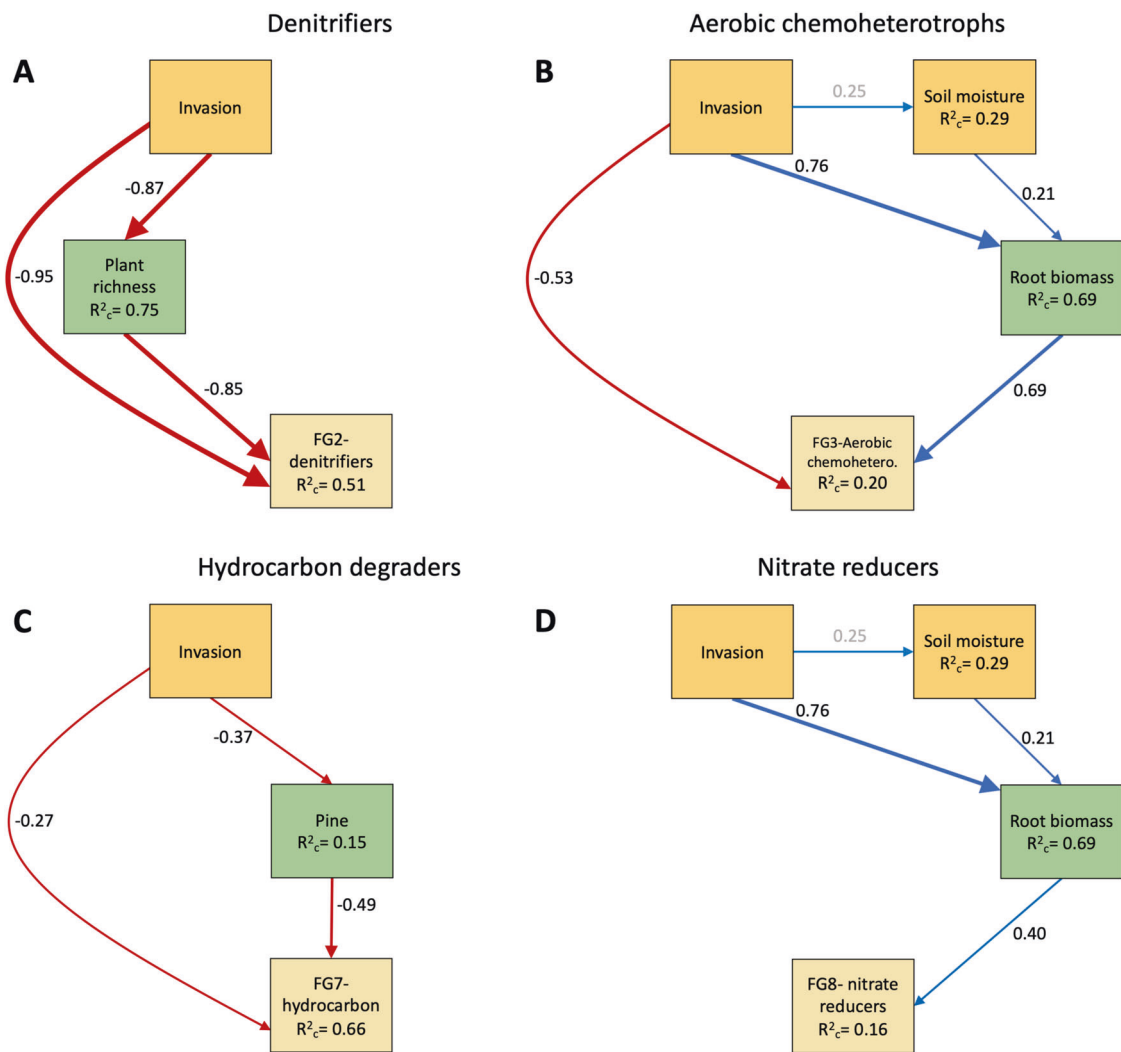 Denitrifiers
A
Invasion
-0.87
-0.95
Plant
richness
R²c= 0.75
-0.85
FG2-
denitrifiers
R²c= 0.51
Aerobic chemoheterotrophs
B
Invasion
0.25
Soil moisture
R²c= 0.29
0.76
0.21
-0.53
Root biomass
R²c= 0.69
0.69
FG3-Aerobic
chemohetero.
R²c= 0.20
Hydrocarbon degraders
C
Invasion
-0.37
-0.27
Pine
R²c= 0.15
-0.49
FG7-
hydrocarbon
R²c= 0.66
Nitrate reducers
D
Invasion
0.25
Soil moisture
R²c= 0.29
0.76
0.21
Root biomass
R²c= 0.69
0.40
FG8- nitrate
reducers
R²c= 0.16